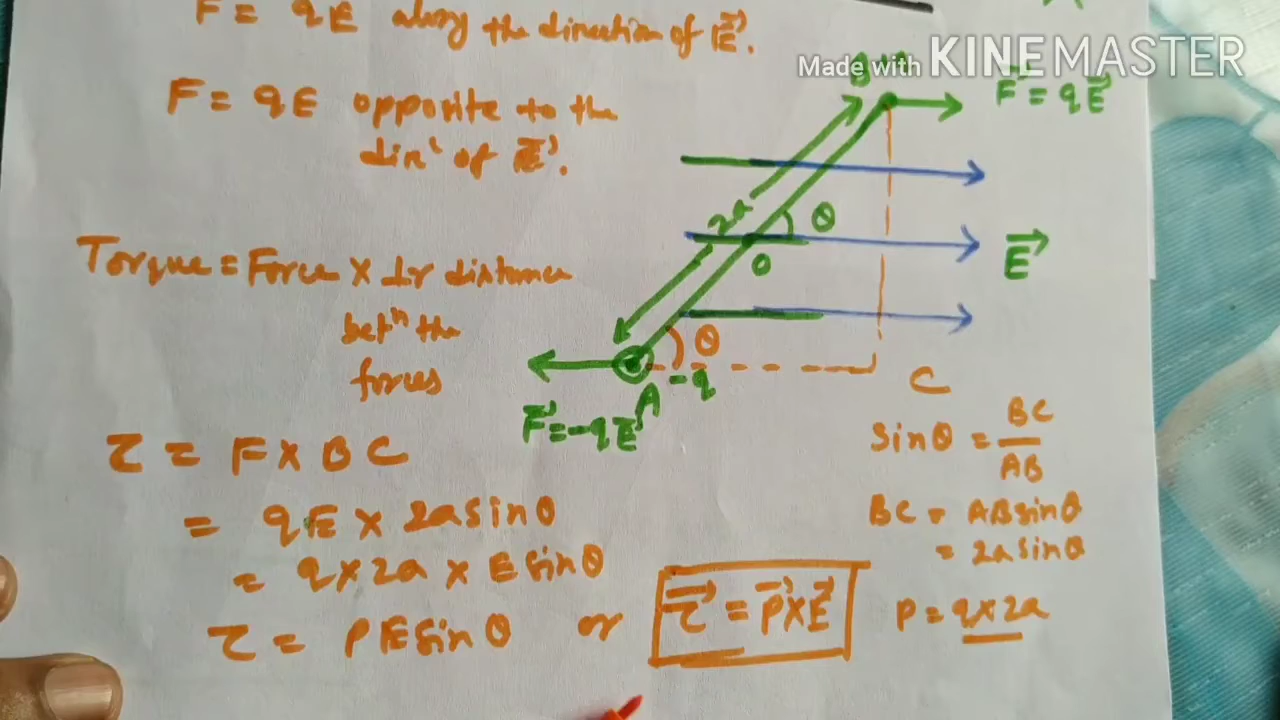 F = qE along the direction of E⃗.
Made with KINEMASTER
F⃗ = qE⃗
F = qE opposite to the
dirⁿ of E⃗.
2a
θ
O
E⃗
Torque = Force × ⊥r distance
betⁿ the
forces
θ
A -q
C
F⃗ = -qE⃗
sinθ = BC/AB
τ = F × BC
BC = ABsinθ
= 2a sinθ
= qE × 2a sinθ
= q × 2a × E sinθ
τ = PE sinθ or τ⃗ = P⃗ × E⃗
P = q × 2a